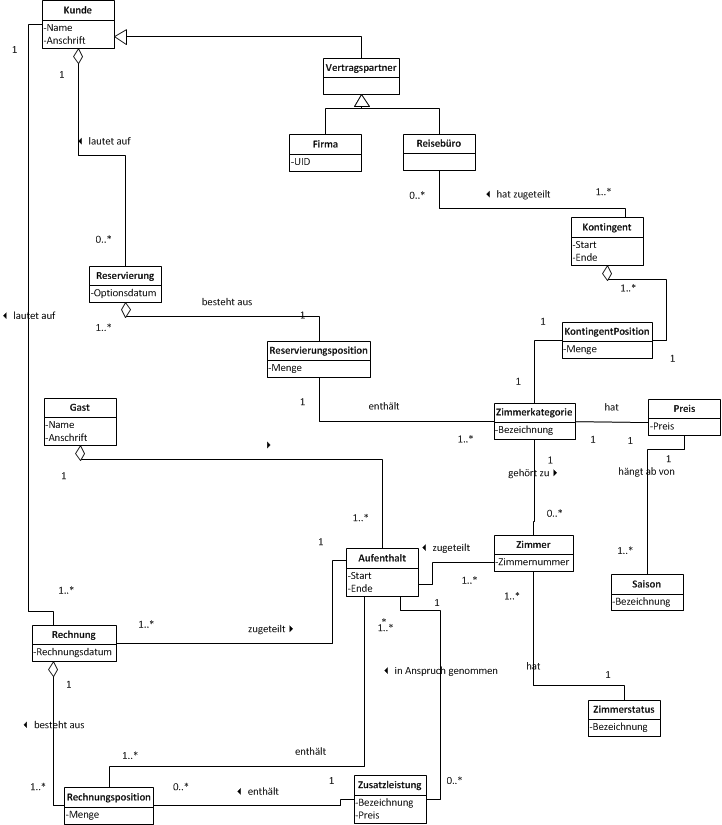 Kunde
-Name
-Anschrift
1
1
Vertragspartner
◄ lautet auf
Firma
-UID
Reisebüro
0..*
◄ hat zugeteilt
1..*
Kontingent
-Start
-Ende
0..*
Reservierung
-Optionsdatum
1..*
besteht aus
1
1..*
◄ lautet auf
Reservierungsposition
-Menge
1
KontingentPosition
-Menge
1
1
1
enthält
1..*
Zimmerkategorie
-Bezeichnung
hat
1
1
Preis
-Preis
Gast
-Name
-Anschrift
1
1
gehört zu ►
1
hängt ab von
1..*
0..*
1
◄ zugeteilt
Zimmer
-Zimmernummer
1..*
Aufenthalt
-Start
-Ende
1..*
1..*
Saison
-Bezeichnung
1..*
1
Rechnung
-Rechnungsdatum
1..*
zugeteilt ►
*
1..*
◄ in Anspruch genommen
hat
1
1
Zimmerstatus
-Bezeichnung
◄ besteht aus
1..*
enthält
1..*
Rechnungsposition
-Menge
0..*
◄ enthält
1
Zusatzleistung
-Bezeichnung
-Preis
0..*